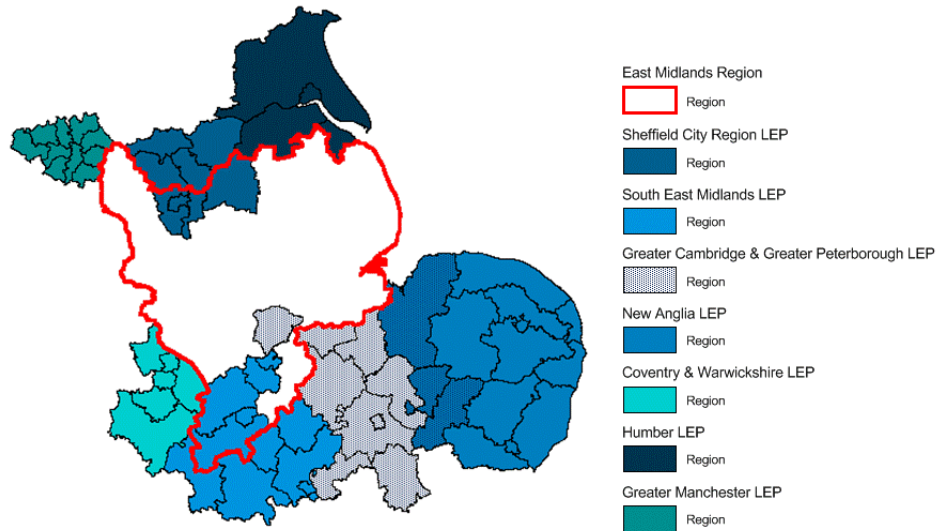 East Midlands Region
Region
Sheffield City Region LEP
Region
South East Midlands LEP
Region
Greater Cambridge & Greater Peterborough LEP
Region
New Anglia LEP
Region
Coventry & Warwickshire LEP
Region
Humber LEP
Region
Greater Manchester LEP
Region